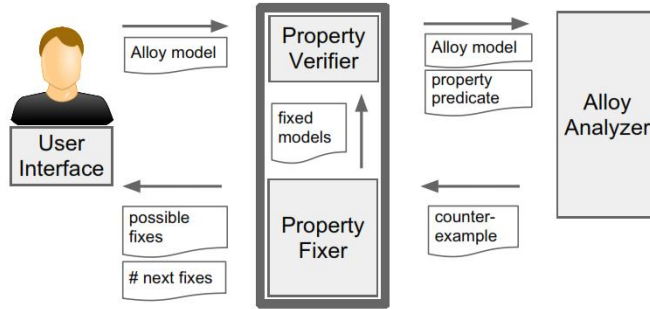 Alloy model
User
Interface
possible
fixes
# next fixes
Property
Verifier
fixed
models
Property
Fixer
Alloy model
property
predicate
counter-
example
Alloy
Analyzer